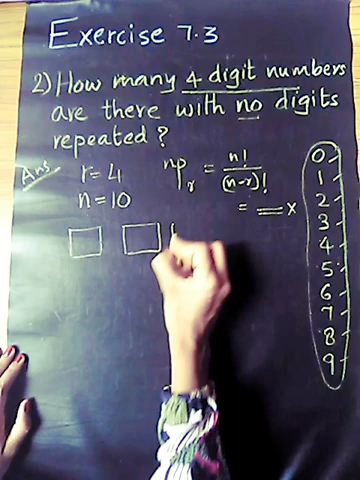 Exercise 7.3
2) How many 4 digit numbers
are there with no digits
repeated?
Ans r = 4 nPr = n!/(n-r)!
n = 10 = __ x
0
1
2
3
4
5
6
7
8
9